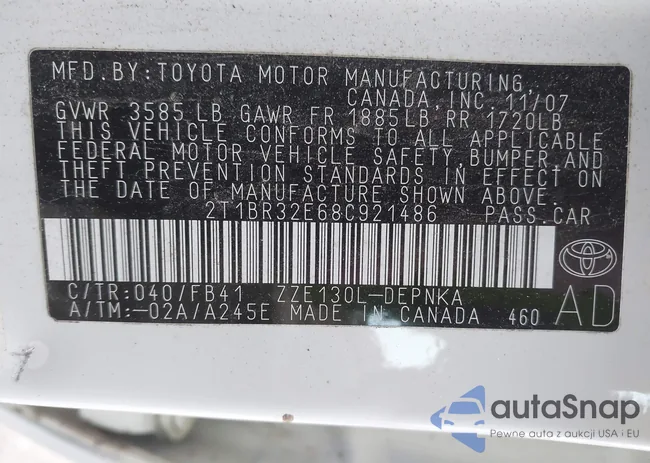 MFD.BY:TOYOTA MOTOR MANUFACTURING,
CANADA,INC. 11/07
GVWR 3585 LB GAWR FR 1885LB RR 1720LB
THIS VEHICLE CONFORMS TO ALL APPLICABLE
FEDERAL MOTOR VEHICLE SAFETY,BUMPER,AND
THEFT PREVENTION STANDARDS IN EFFECT ON
THE DATE OF MANUFACTURE SHOWN ABOVE.
2T1BR32E68C921486 PASS.CAR
C/TR:040/FB41 ZZE130L-DEPNKA
A/TM:-02A/A245E MADE IN CANADA 460
AD
autoSnap
Pewne auta z aukcji USA i EU